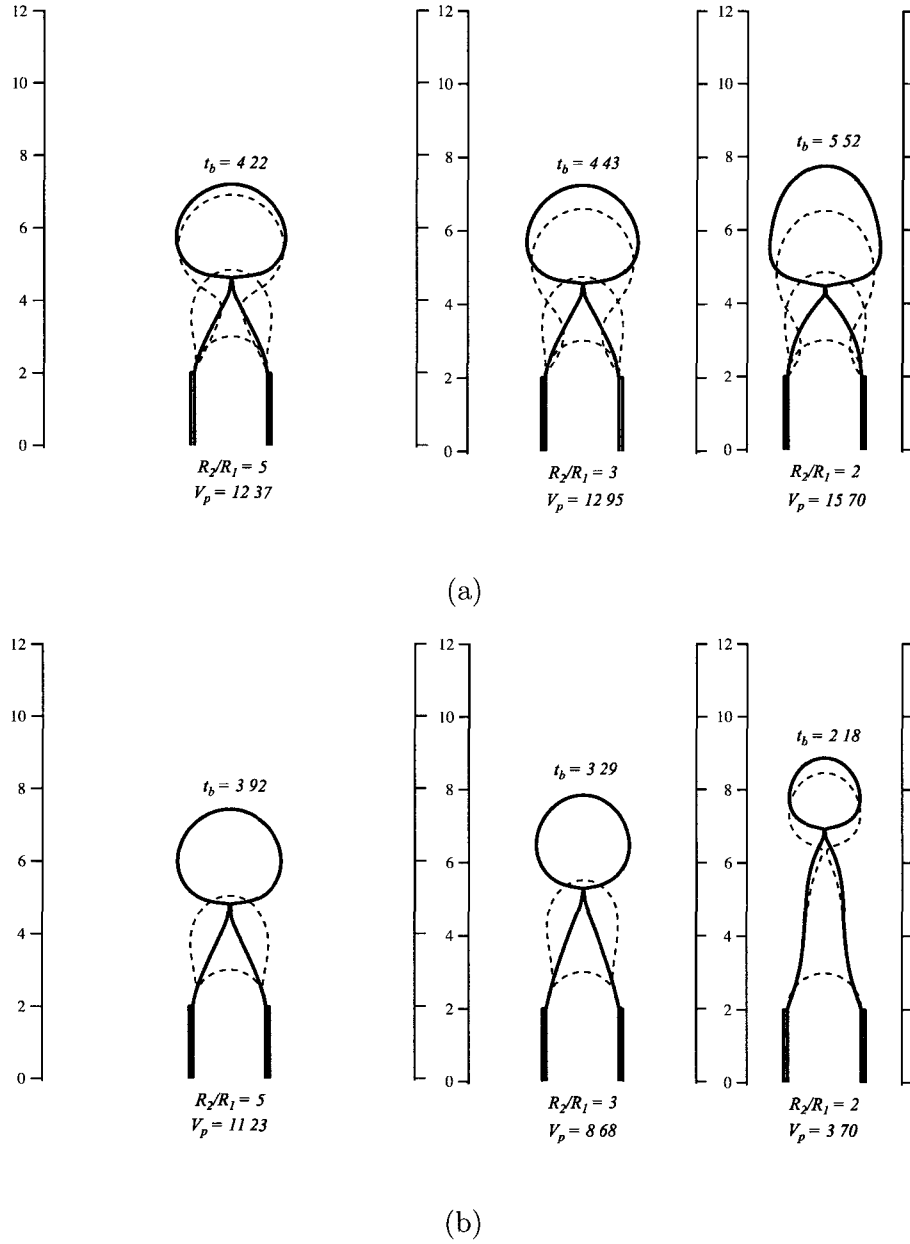 12
10
8
6
4
2
0
t_b = 4 22
R_2/R_1 = 5
V_p = 12 37
12
10
8
6
4
2
0
t_b = 4 43
R_2/R_1 = 3
V_p = 12 95
12
10
8
6
4
2
0
t_b = 5 52
R_2/R_1 = 2
V_p = 15 70
(a)
12
10
8
6
4
2
0
t_b = 3 92
R_2/R_1 = 5
V_p = 11 23
12
10
8
6
4
2
0
t_b = 3 29
R_2/R_1 = 3
V_p = 8 68
12
10
8
6
4
2
0
t_b = 2 18
R_2/R_1 = 2
V_p = 3 70
(b)